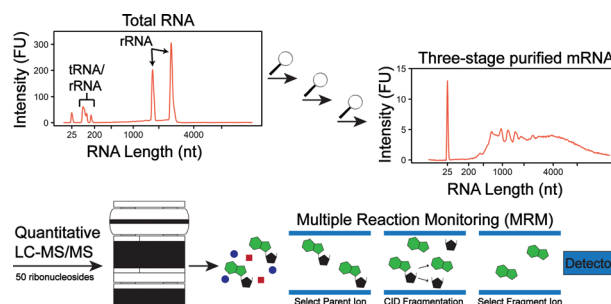 Total RNA
rRNA
tRNA/
rRNA
Intensity (FU)
300
200
100
0
25
200
1000
4000
RNA Length (nt)
Three-stage purified mRNA
Intensity (FU)
15
10
5
0
25
200
1000
4000
RNA Length (nt)
Quantitative
LC-MS/MS
50 ribonucleosides
Multiple Reaction Monitoring (MRM)
Detecto
Select Parent Ion
CID Fragmentation
Select Fragment Ion